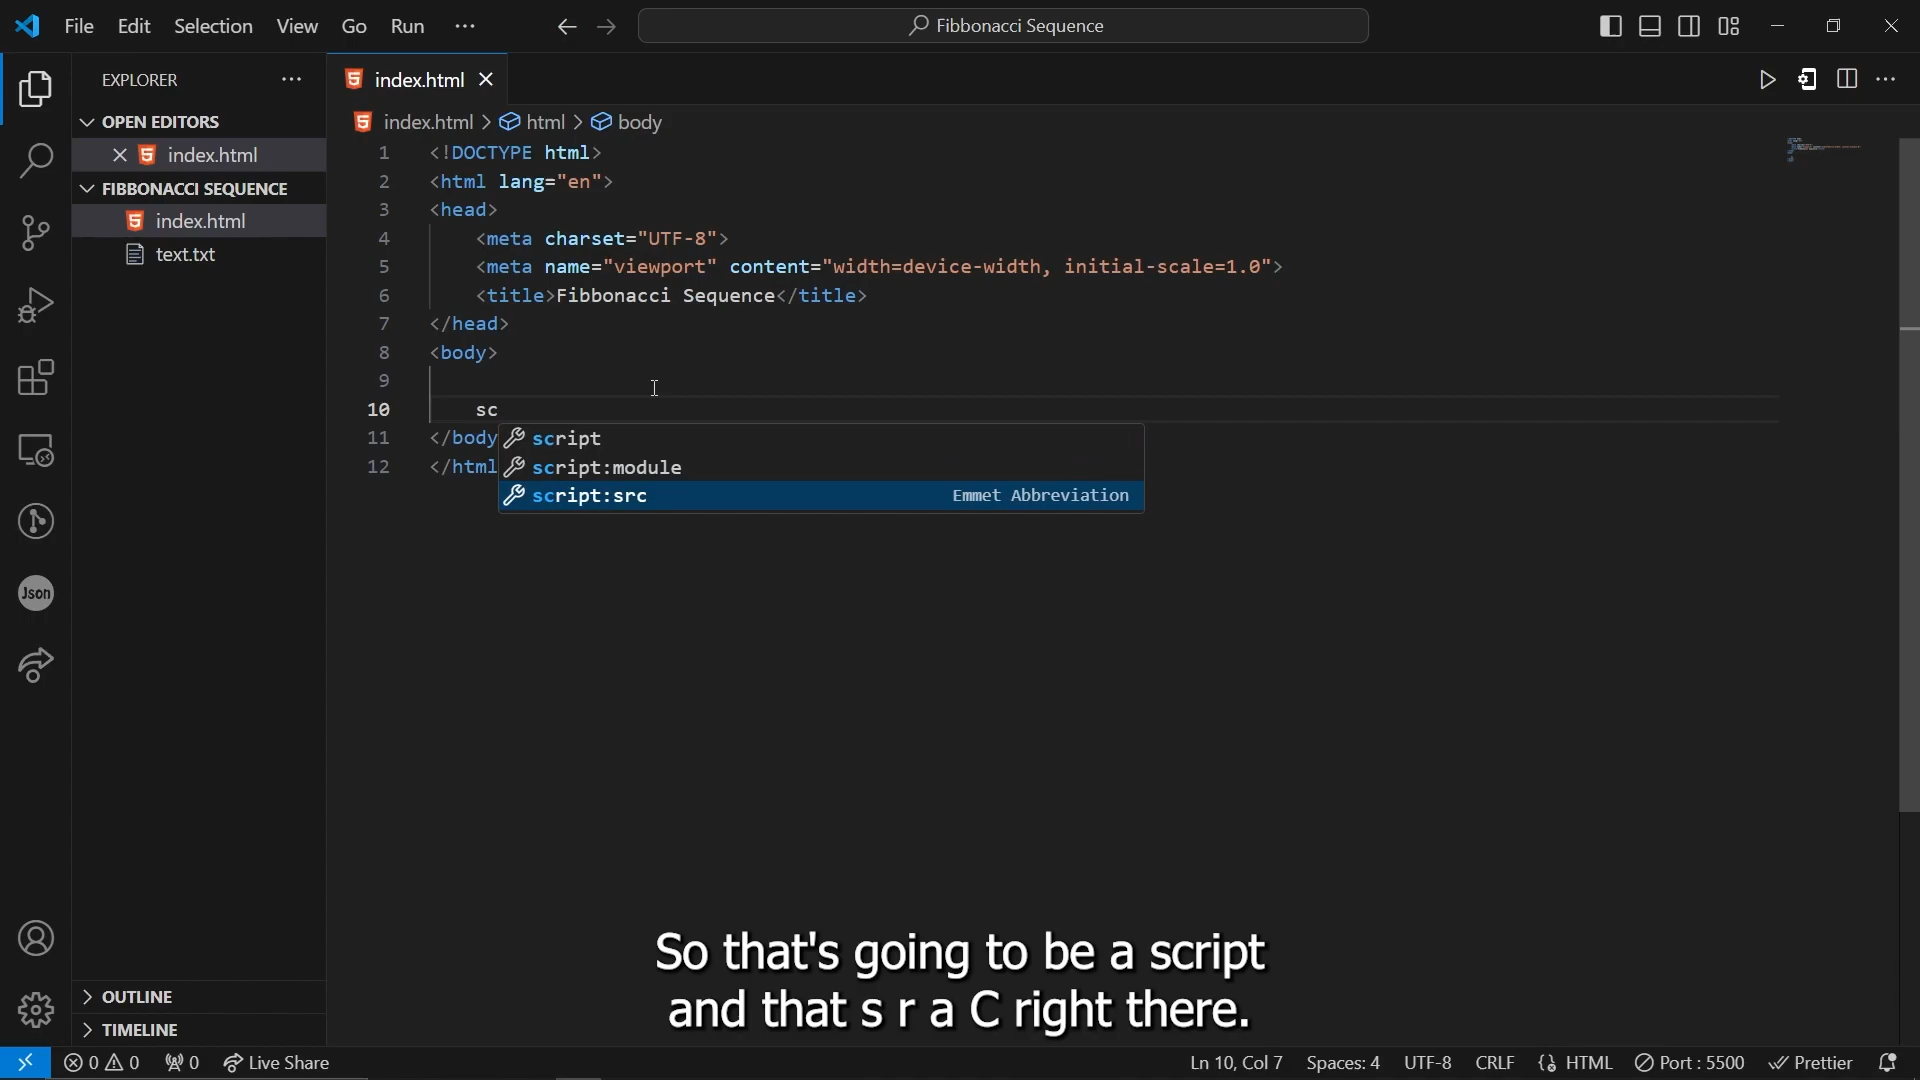 File Edit Selection View Go Run ··· Fibbonacci Sequence
EXPLORER ···
index.html
OPEN EDITORS
index.html > html > body
index.html
FIBBONACCI SEQUENCE
index.html
text.txt
1 <!DOCTYPE html>
2 <html lang="en">
3 <head>
4 <meta charset="UTF-8">
5 <meta name="viewport" content="width=device-width, initial-scale=1.0">
6 <title>Fibbonacci Sequence</title>
7 </head>
8 <body>
9
10 sc
11 </body
12 </html
script
script:module
script:src Emmet Abbreviation
Json
So that's going to be a script
and that s r a C right there.
OUTLINE
TIMELINE
0 0 0 Live Share Ln 10, Col 7 Spaces: 4 UTF-8 CRLF {} HTML Port : 5500 Prettier